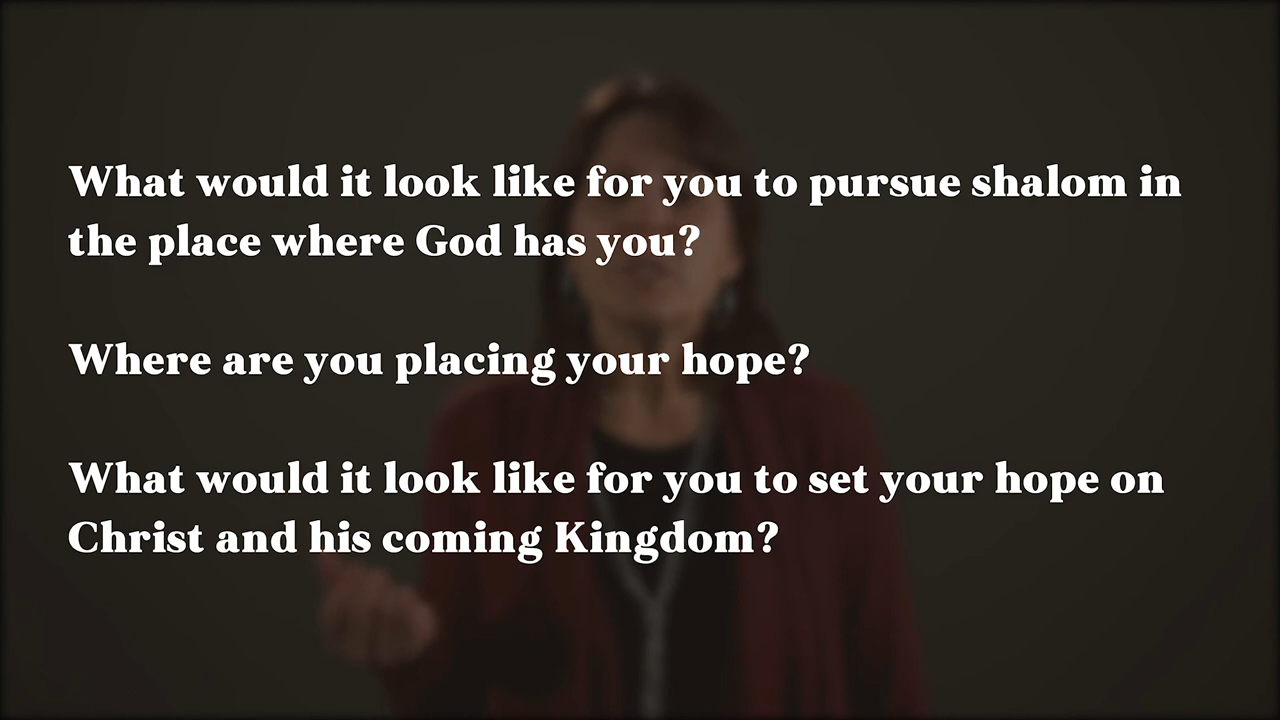 What would it look like for you to pursue shalom in
the place where God has you?
Where are you placing your hope?
What would it look like for you to set your hope on
Christ and his coming Kingdom?